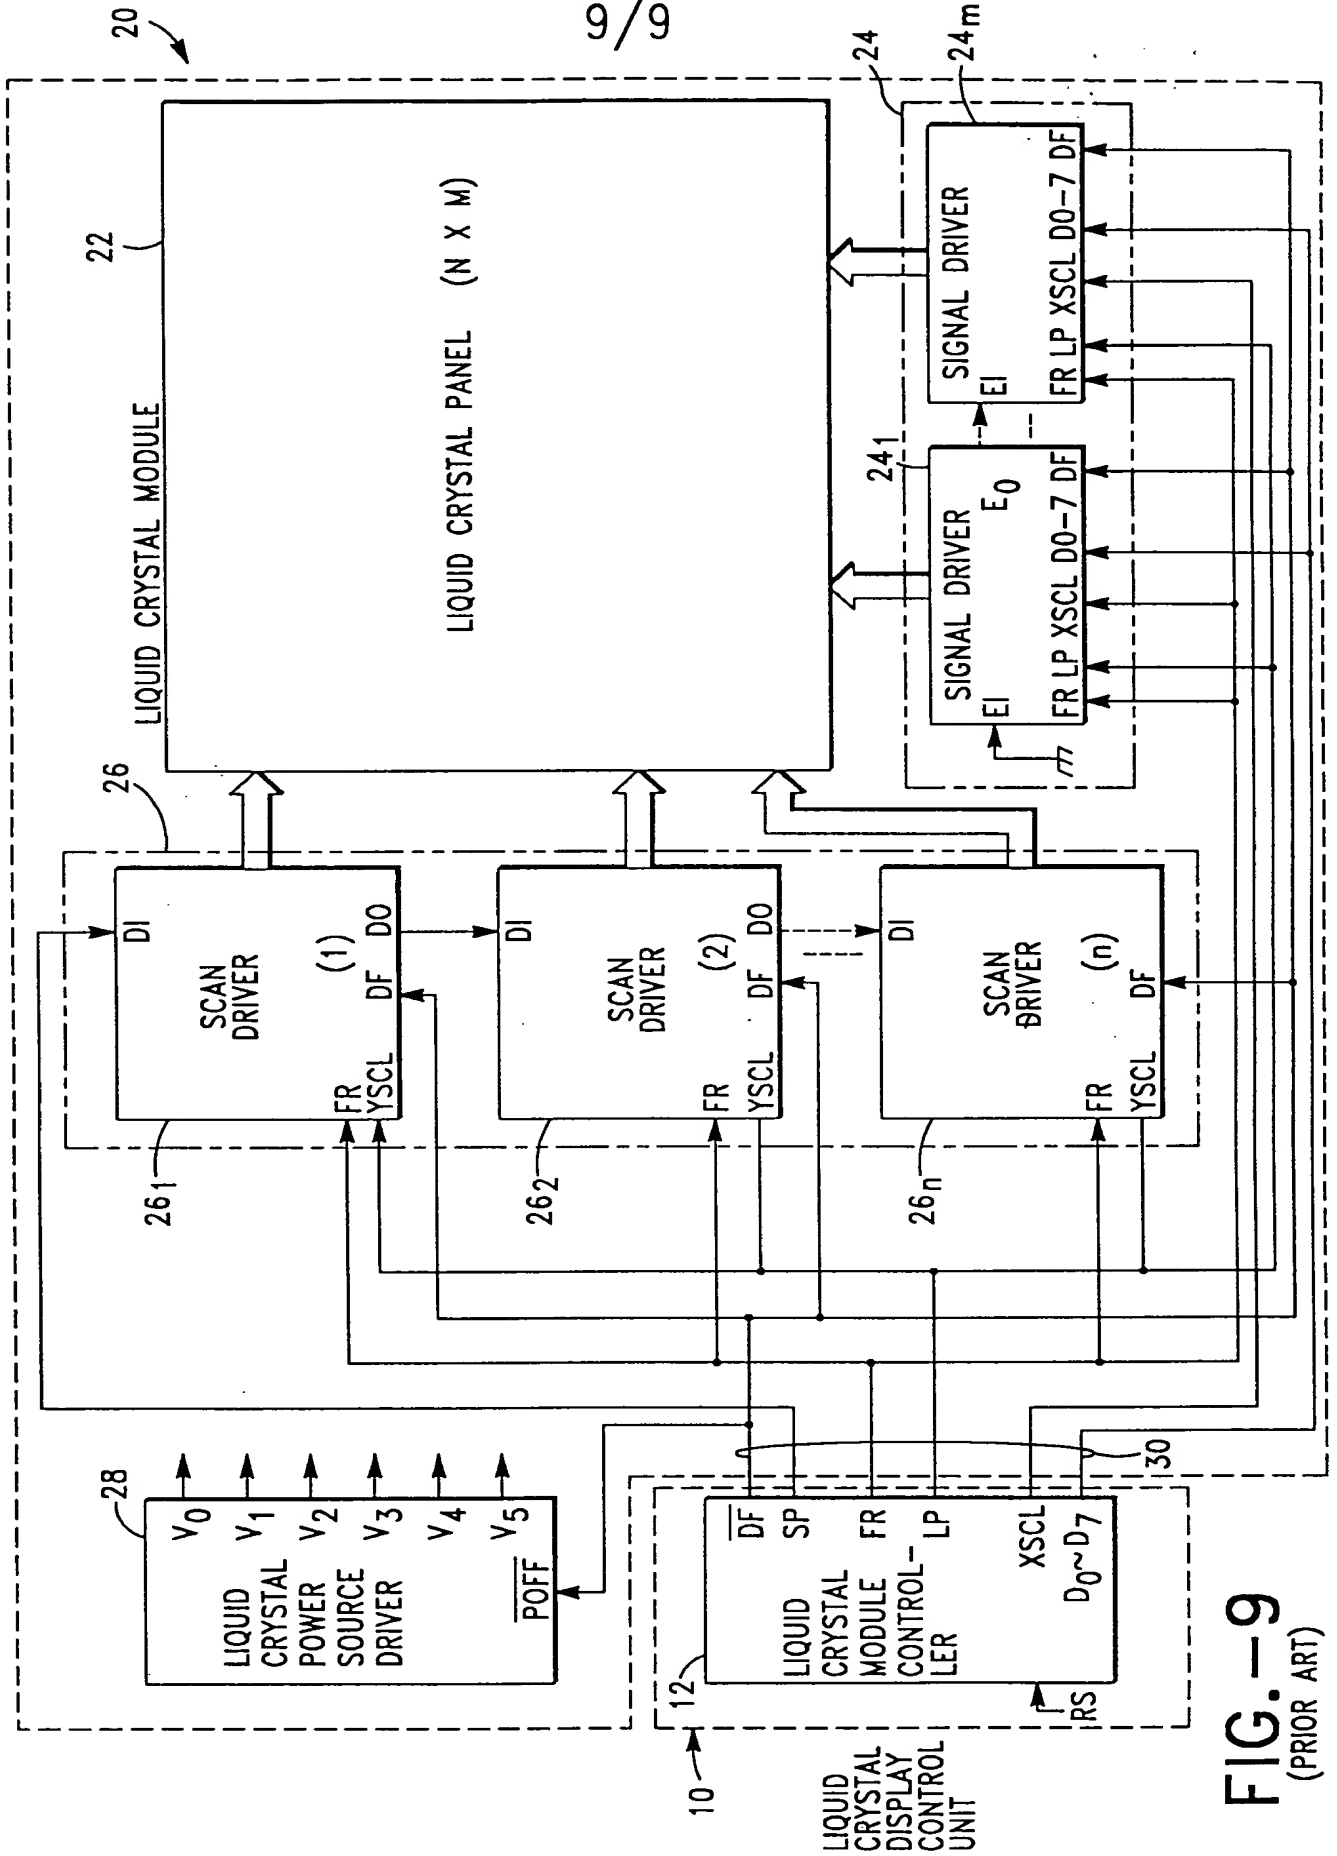 9/9
20
LIQUID CRYSTAL MODULE
22
LIQUID CRYSTAL PANEL (N X M)
26
SCAN
DRIVER
(1)
DI
DO
DF
FR
YSCL
26₁
SCAN
DRIVER
(2)
DI
DO
DF
FR
YSCL
26₂
SCAN
DRIVER
(n)
DI
DF
FR
YSCL
26n
24
24₁
SIGNAL DRIVER
EI
E₀
FR LP XSCL DO-7 DF
24m
SIGNAL DRIVER
EI
FR LP XSCL DO-7 DF
28
LIQUID
CRYSTAL
POWER
SOURCE
DRIVER
V₀
V₁
V₂
V₃
V₄
V₅
P̅O̅F̅F̅
30
12
LIQUID
CRYSTAL
MODULE
CONTROL-
LER
D̅F̅
SP
FR
LP
XSCL
D₀~D₇
RS
10
LIQUID
CRYSTAL
DISPLAY
CONTROL
UNIT
FIG.-9
(PRIOR ART)